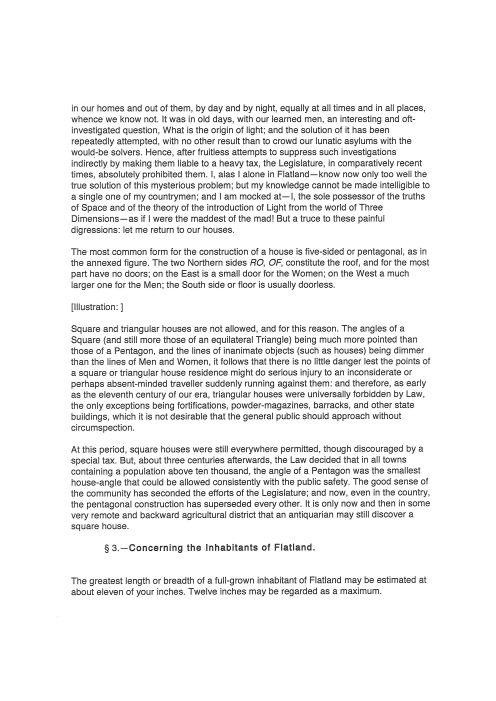 in our homes and out of them, by day and by night, equally at all times and in all places,
whence we know not. It was in old days, with our learned men, an interesting and oft-
investigated question, What is the origin of light; and the solution of it has been
repeatedly attempted, with no other result than to crowd our lunatic asylums with the
would-be solvers. Hence, after fruitless attempts to suppress such investigations
indirectly by making them liable to a heavy tax, the Legislature, in comparatively recent
times, absolutely prohibited them. I, alas I alone in Flatland—know now only too well the
true solution of this mysterious problem; but my knowledge cannot be made intelligible to
a single one of my countrymen; and I am mocked at—I, the sole possessor of the truths
of Space and of the theory of the introduction of Light from the world of Three
Dimensions—as if I were the maddest of the mad! But a truce to these painful
digressions: let me return to our houses.
The most common form for the construction of a house is five-sided or pentagonal, as in
the annexed figure. The two Northern sides RO, OF, constitute the roof, and for the most
part have no doors; on the East is a small door for the Women; on the West a much
larger one for the Men; the South side or floor is usually doorless.
[Illustration: ]
Square and triangular houses are not allowed, and for this reason. The angles of a
Square (and still more those of an equilateral Triangle) being much more pointed than
those of a Pentagon, and the lines of inanimate objects (such as houses) being dimmer
than the lines of Men and Women, it follows that there is no little danger lest the points of
a square or triangular house residence might do serious injury to an inconsiderate or
perhaps absent-minded traveller suddenly running against them: and therefore, as early
as the eleventh century of our era, triangular houses were universally forbidden by Law,
the only exceptions being fortifications, powder-magazines, barracks, and other state
buildings, which it is not desirable that the general public should approach without
circumspection.
At this period, square houses were still everywhere permitted, though discouraged by a
special tax. But, about three centuries afterwards, the Law decided that in all towns
containing a population above ten thousand, the angle of a Pentagon was the smallest
house-angle that could be allowed consistently with the public safety. The good sense of
the community has seconded the efforts of the Legislature; and now, even in the country,
the pentagonal construction has superseded every other. It is only now and then in some
very remote and backward agricultural district that an antiquarian may still discover a
square house.
§ 3.—Concerning the Inhabitants of Flatland.
The greatest length or breadth of a full-grown inhabitant of Flatland may be estimated at
about eleven of your inches. Twelve inches may be regarded as a maximum.